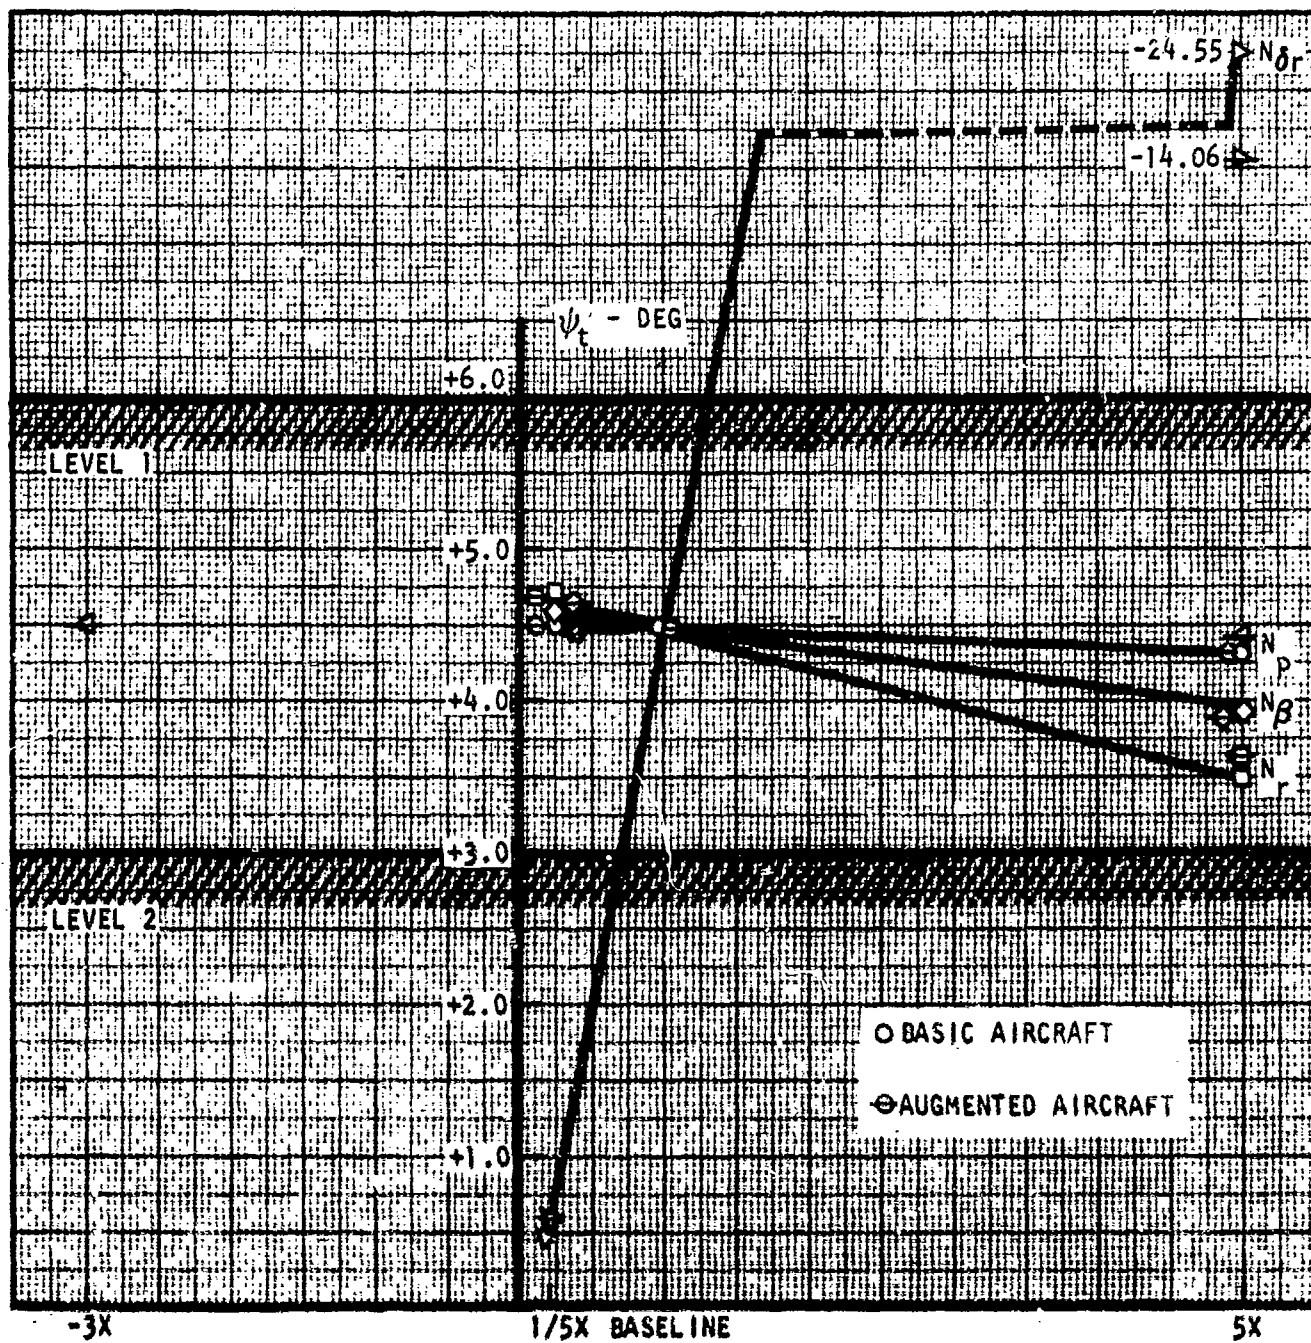 -24.55 Nδr
-14.06
ψt - DEG
+6.0
LEVEL 1
+5.0
Np
+4.0
Nβ
Nr
+3.0
LEVEL 2
+2.0
BASIC AIRCRAFT
AUGMENTED AIRCRAFT
+1.0
-3X 1/5X BASELINE 5X